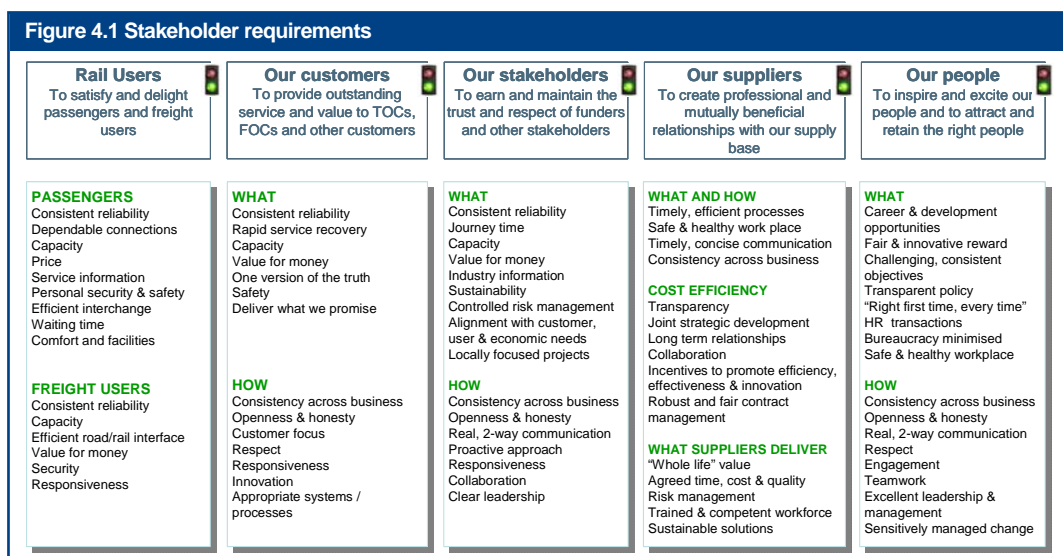 Figure 4.1 Stakeholder requirements
Rail Users
To satisfy and delight
passengers and freight
users
Our customers
To provide outstanding
service and value to TOCs,
FOCs and other customers
Our stakeholders
To earn and maintain the
trust and respect of funders
and other stakeholders
Our suppliers
To create professional and
mutually beneficial
relationships with our supply
base
Our people
To inspire and excite our
people and to attract and
retain the right people
PASSENGERS
Consistent reliability
Dependable connections
Capacity
Price
Service information
Personal security & safety
Efficient interchange
Waiting time
Comfort and facilities
FREIGHT USERS
Consistent reliability
Capacity
Efficient road/rail interface
Value for money
Security
Responsiveness
WHAT
Consistent reliability
Rapid service recovery
Capacity
Value for money
One version of the truth
Safety
Deliver what we promise
HOW
Consistency across business
Openness & honesty
Customer focus
Respect
Responsiveness
Innovation
Appropriate systems /
processes
WHAT
Consistent reliability
Journey time
Capacity
Value for money
Industry information
Sustainability
Controlled risk management
Alignment with customer,
user & economic needs
Locally focused projects
HOW
Consistency across business
Openness & honesty
Real, 2-way communication
Proactive approach
Responsiveness
Collaboration
Clear leadership
WHAT AND HOW
Timely, efficient processes
Safe & healthy work place
Timely, concise communication
Consistency across business
COST EFFICIENCY
Transparency
Joint strategic development
Long term relationships
Collaboration
Incentives to promote efficiency,
effectiveness & innovation
Robust and fair contract
management
WHAT SUPPLIERS DELIVER
“Whole life” value
Agreed time, cost & quality
Risk management
Trained & competent workforce
Sustainable solutions
WHAT
Career & development
opportunities
Fair & innovative reward
Challenging, consistent
objectives
Transparent policy
“Right first time, every time”
HR transactions
Bureaucracy minimised
Safe & healthy workplace
HOW
Consistency across business
Openness & honesty
Real, 2-way communication
Respect
Engagement
Teamwork
Excellent leadership &
management
Sensitively managed change